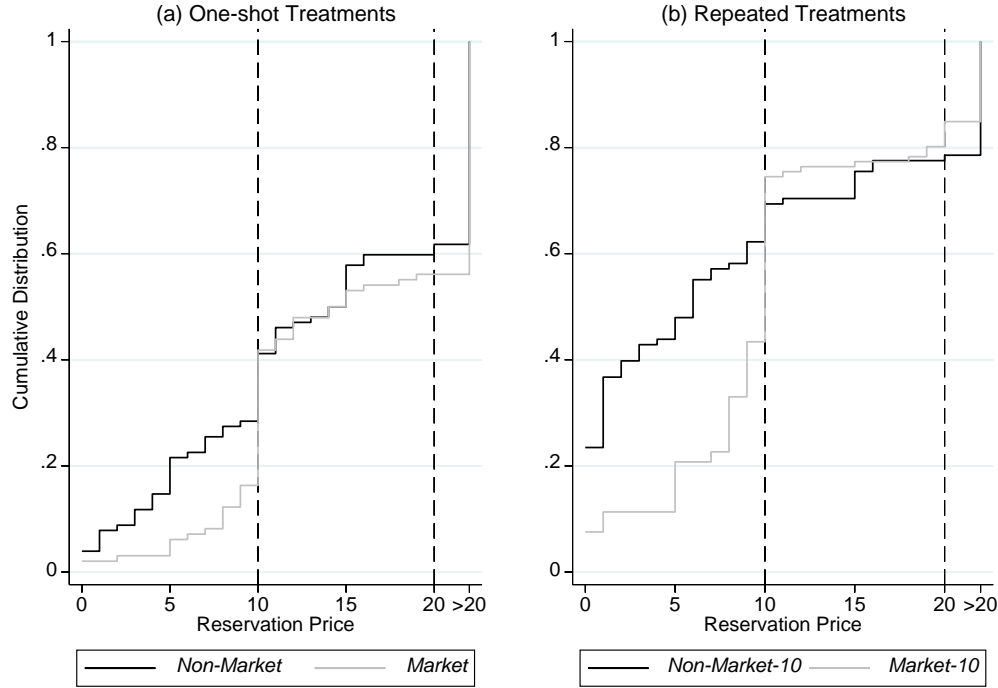 (a) One-shot Treatments
(b) Repeated Treatments
Cumulative Distribution
1
.8
.6
.4
.2
0
0 5 10 15 20 >20
Reservation Price
Non-Market Market
1
.8
.6
.4
.2
0
0 5 10 15 20 >20
Reservation Price
Non-Market-10 Market-10